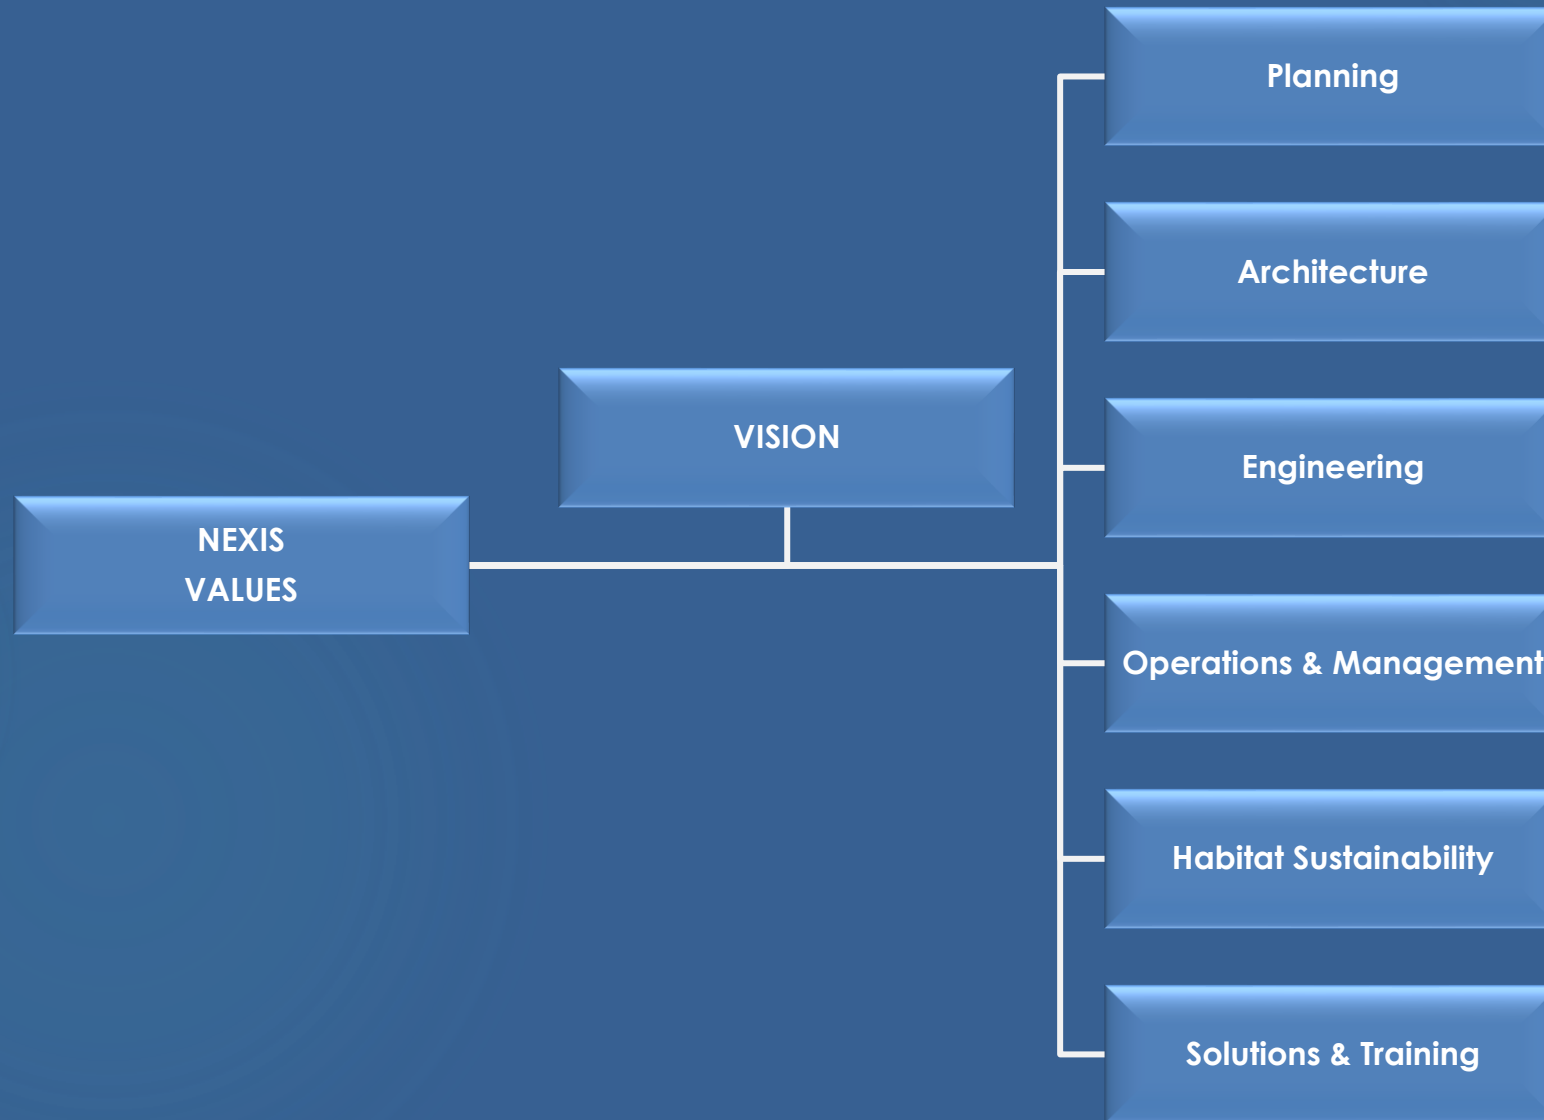 NEXIS
VALUES
VISION
Planning
Architecture
Engineering
Operations & Management
Habitat Sustainability
Solutions & Training